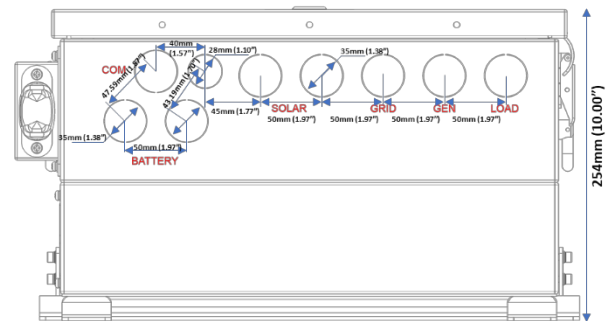 40mm
(1.57")
28mm (1.10")
35mm (1.38")
COM
47.59mm (1.87")
43.19mm (1.70")
45mm (1.77")
SOLAR
GRID
GEN
LOAD
50mm (1.97")
50mm (1.97")
50mm (1.97")
50mm (1.97")
35mm (1.38")
50mm (1.97")
BATTERY
254mm (10.00")